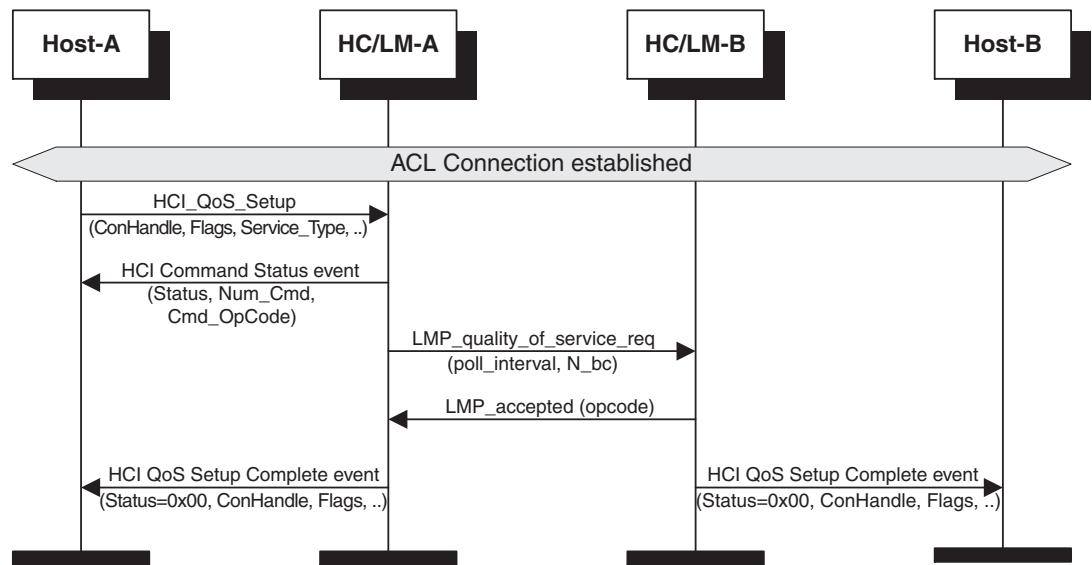 Host-A
HC/LM-A
HC/LM-B
Host-B
ACL Connection established
HCI_QoS_Setup
(ConHandle, Flags, Service_Type, ..)
HCI Command Status event
(Status, Num_Cmd,
Cmd_OpCode)
LMP_quality_of_service_req
(poll_interval, N_bc)
LMP_accepted (opcode)
HCI QoS Setup Complete event
(Status=0x00, ConHandle, Flags, ..)
HCI QoS Setup Complete event
(Status=0x00, ConHandle, Flags, ..)